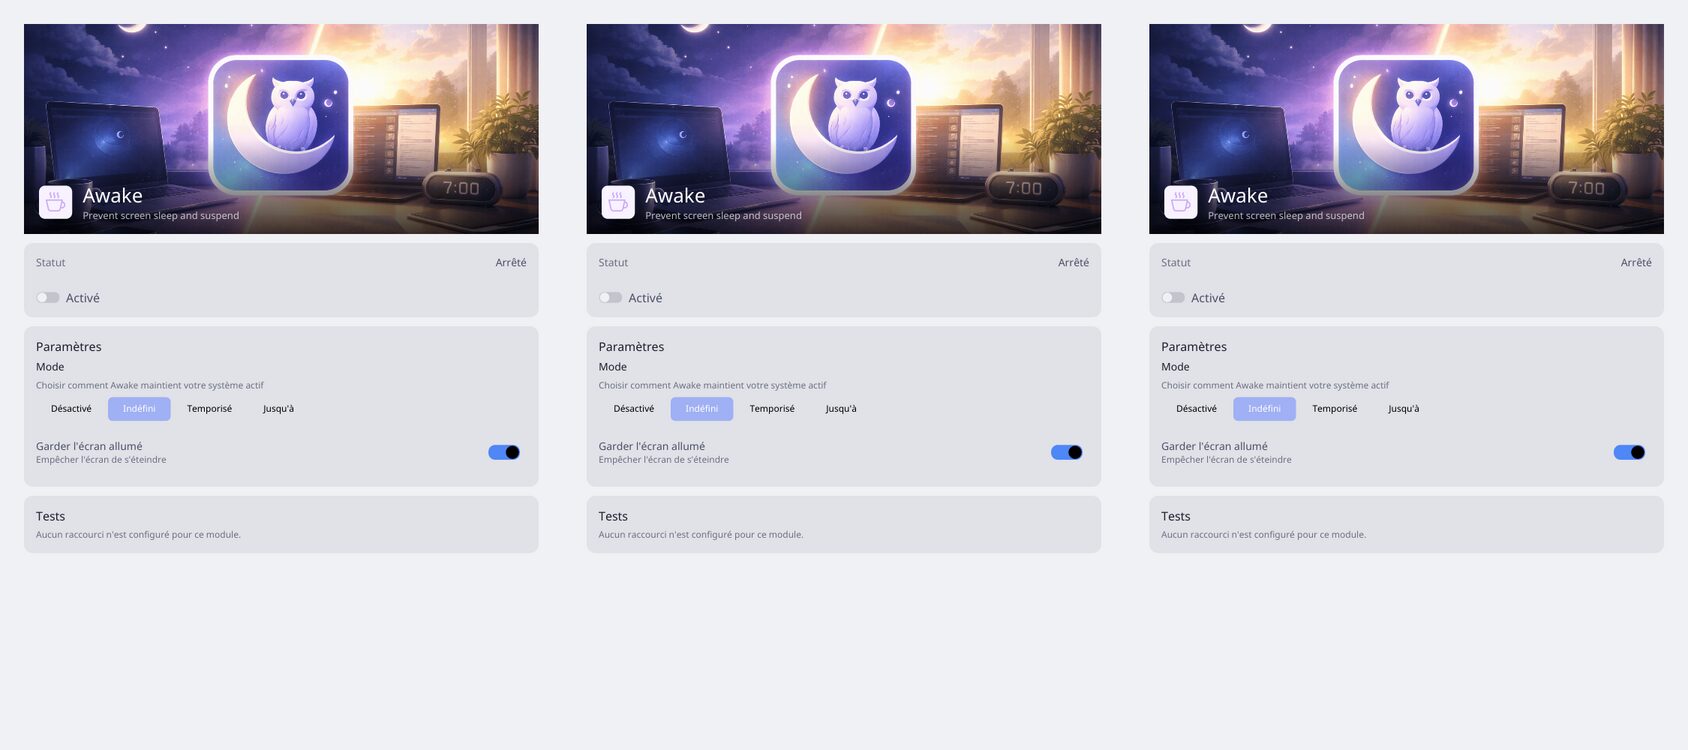 7:00
Awake
Prevent screen sleep and suspend
Statut Arrêté
Activé
Paramètres
Mode
Choisir comment Awake maintient votre système actif
Désactivé Indéfini Temporisé Jusqu'à
Garder l'écran allumé
Empêcher l'écran de s'éteindre
Tests
Aucun raccourci n'est configuré pour ce module.
7:00
Awake
Prevent screen sleep and suspend
Statut Arrêté
Activé
Paramètres
Mode
Choisir comment Awake maintient votre système actif
Désactivé Indéfini Temporisé Jusqu'à
Garder l'écran allumé
Empêcher l'écran de s'éteindre
Tests
Aucun raccourci n'est configuré pour ce module.
7:00
Awake
Prevent screen sleep and suspend
Statut Arrêté
Activé
Paramètres
Mode
Choisir comment Awake maintient votre système actif
Désactivé Indéfini Temporisé Jusqu'à
Garder l'écran allumé
Empêcher l'écran de s'éteindre
Tests
Aucun raccourci n'est configuré pour ce module.